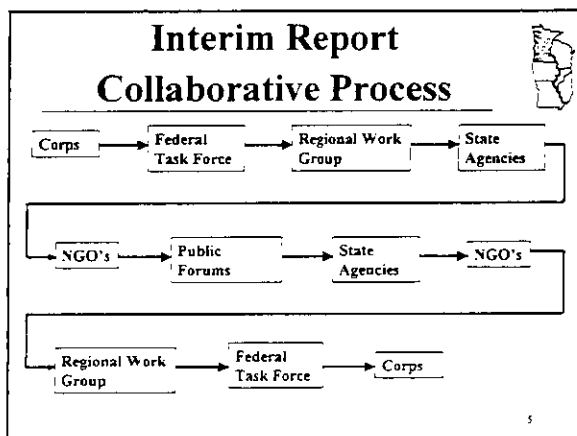 Interim Report
Collaborative Process
Corps
Federal
Task Force
Regional Work
Group
State
Agencies
NGO's
Public
Forums
State
Agencies
NGO's
Regional Work
Group
Federal
Task Force
Corps
5